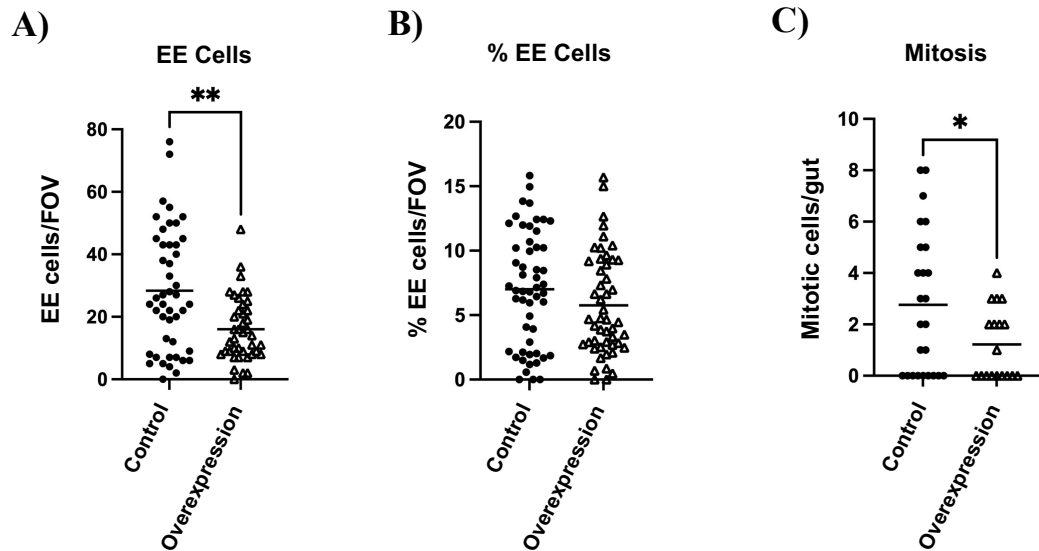 A)
EE Cells
**
EE cells/FOV
80
60
40
20
0
Control
Overexpression
B)
% EE Cells
% EE cells/FOV
20
15
10
5
0
Control
Overexpression
C)
Mitosis
*
Mitotic cells/gut
10
8
6
4
2
0
Control
Overexpression